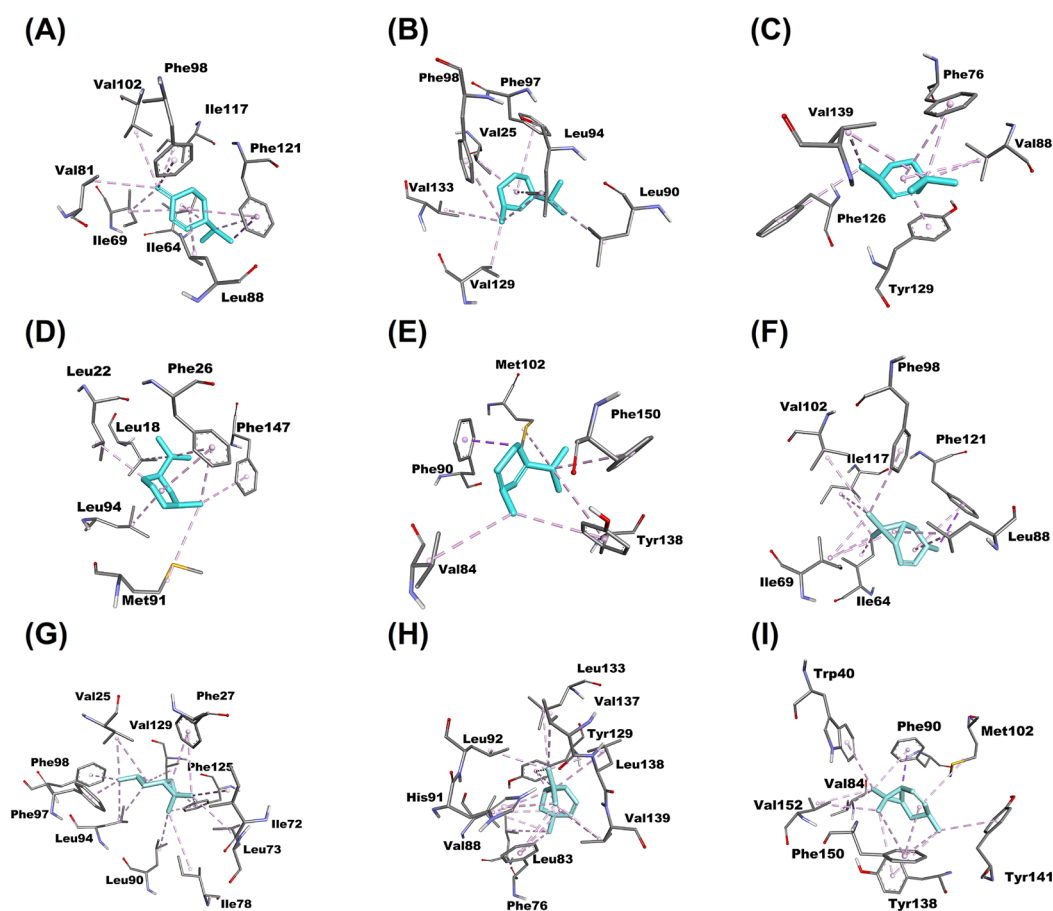 (A)
Phe98
Val102
Ile117
Phe121
Val81
Ile69
Ile64
Leu88
(B)
Phe98
Phe97
Val25
Leu94
Val133
Leu90
Val129
(C)
Phe76
Val139
Val88
Phe126
Tyr129
(D)
Leu22
Phe26
Leu18
Phe147
Leu94
Met91
(E)
Met102
Phe150
Phe90
Tyr138
Val84
(F)
Phe98
Val102
Phe121
Ile117
Leu88
Ile69
Ile64
(G)
Val25
Phe27
Val129
Phe98
Phe125
Phe97
Ile72
Leu94
Leu73
Leu90
Ile78
(H)
Leu133
Val137
Leu92
Tyr129
Leu138
His91
Val88
Val139
Leu83
Phe76
(I)
Trp40
Phe90
Met102
Val84
Val152
Phe150
Tyr141
Tyr138